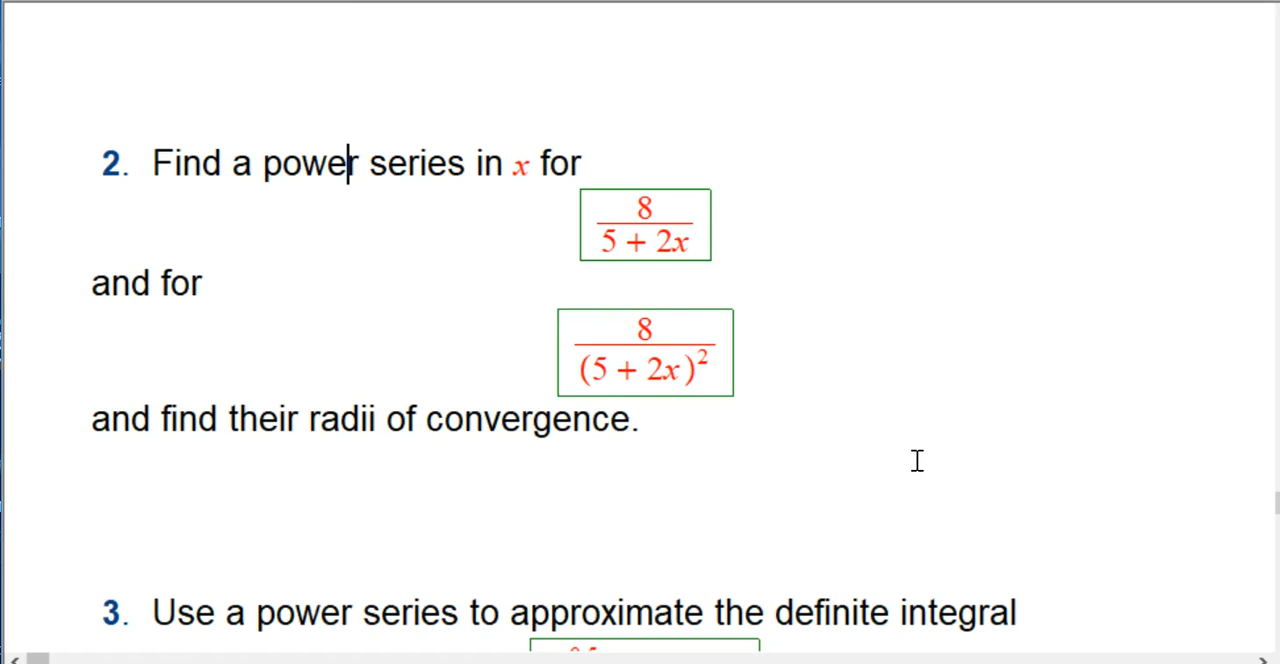 2. Find a power series in x for
8
5 + 2x
and for
8
(5 + 2x)²
and find their radii of convergence.
3. Use a power series to approximate the definite integral